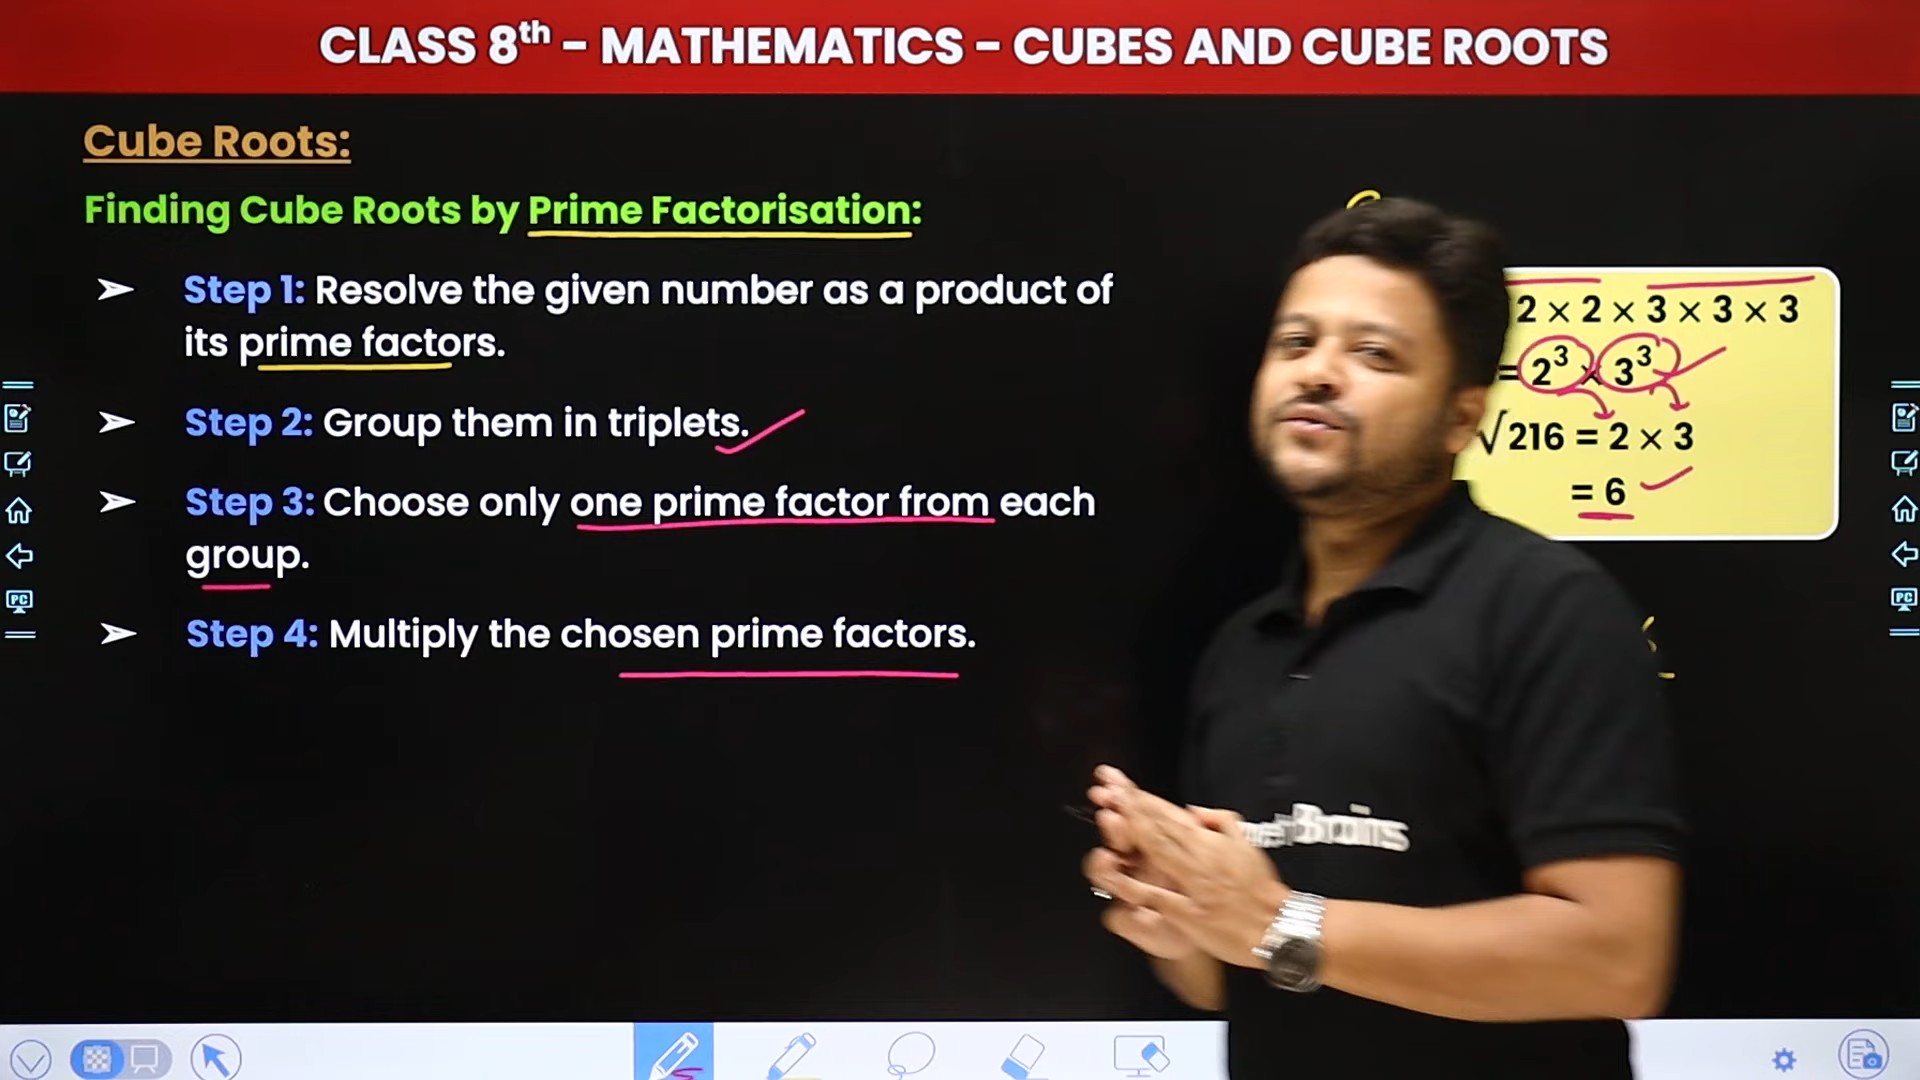 CLASS 8th - MATHEMATICS - CUBES AND CUBE ROOTS
Cube Roots:
Finding Cube Roots by Prime Factorisation:
➤ Step 1: Resolve the given number as a product of
its prime factors.
➤ Step 2: Group them in triplets.
➤ Step 3: Choose only one prime factor from each
group.
➤ Step 4: Multiply the chosen prime factors.
2 × 2 × 3 × 3 × 3
= 2³ × 3³
√216 = 2 × 3
= 6
Brains
PC
PC